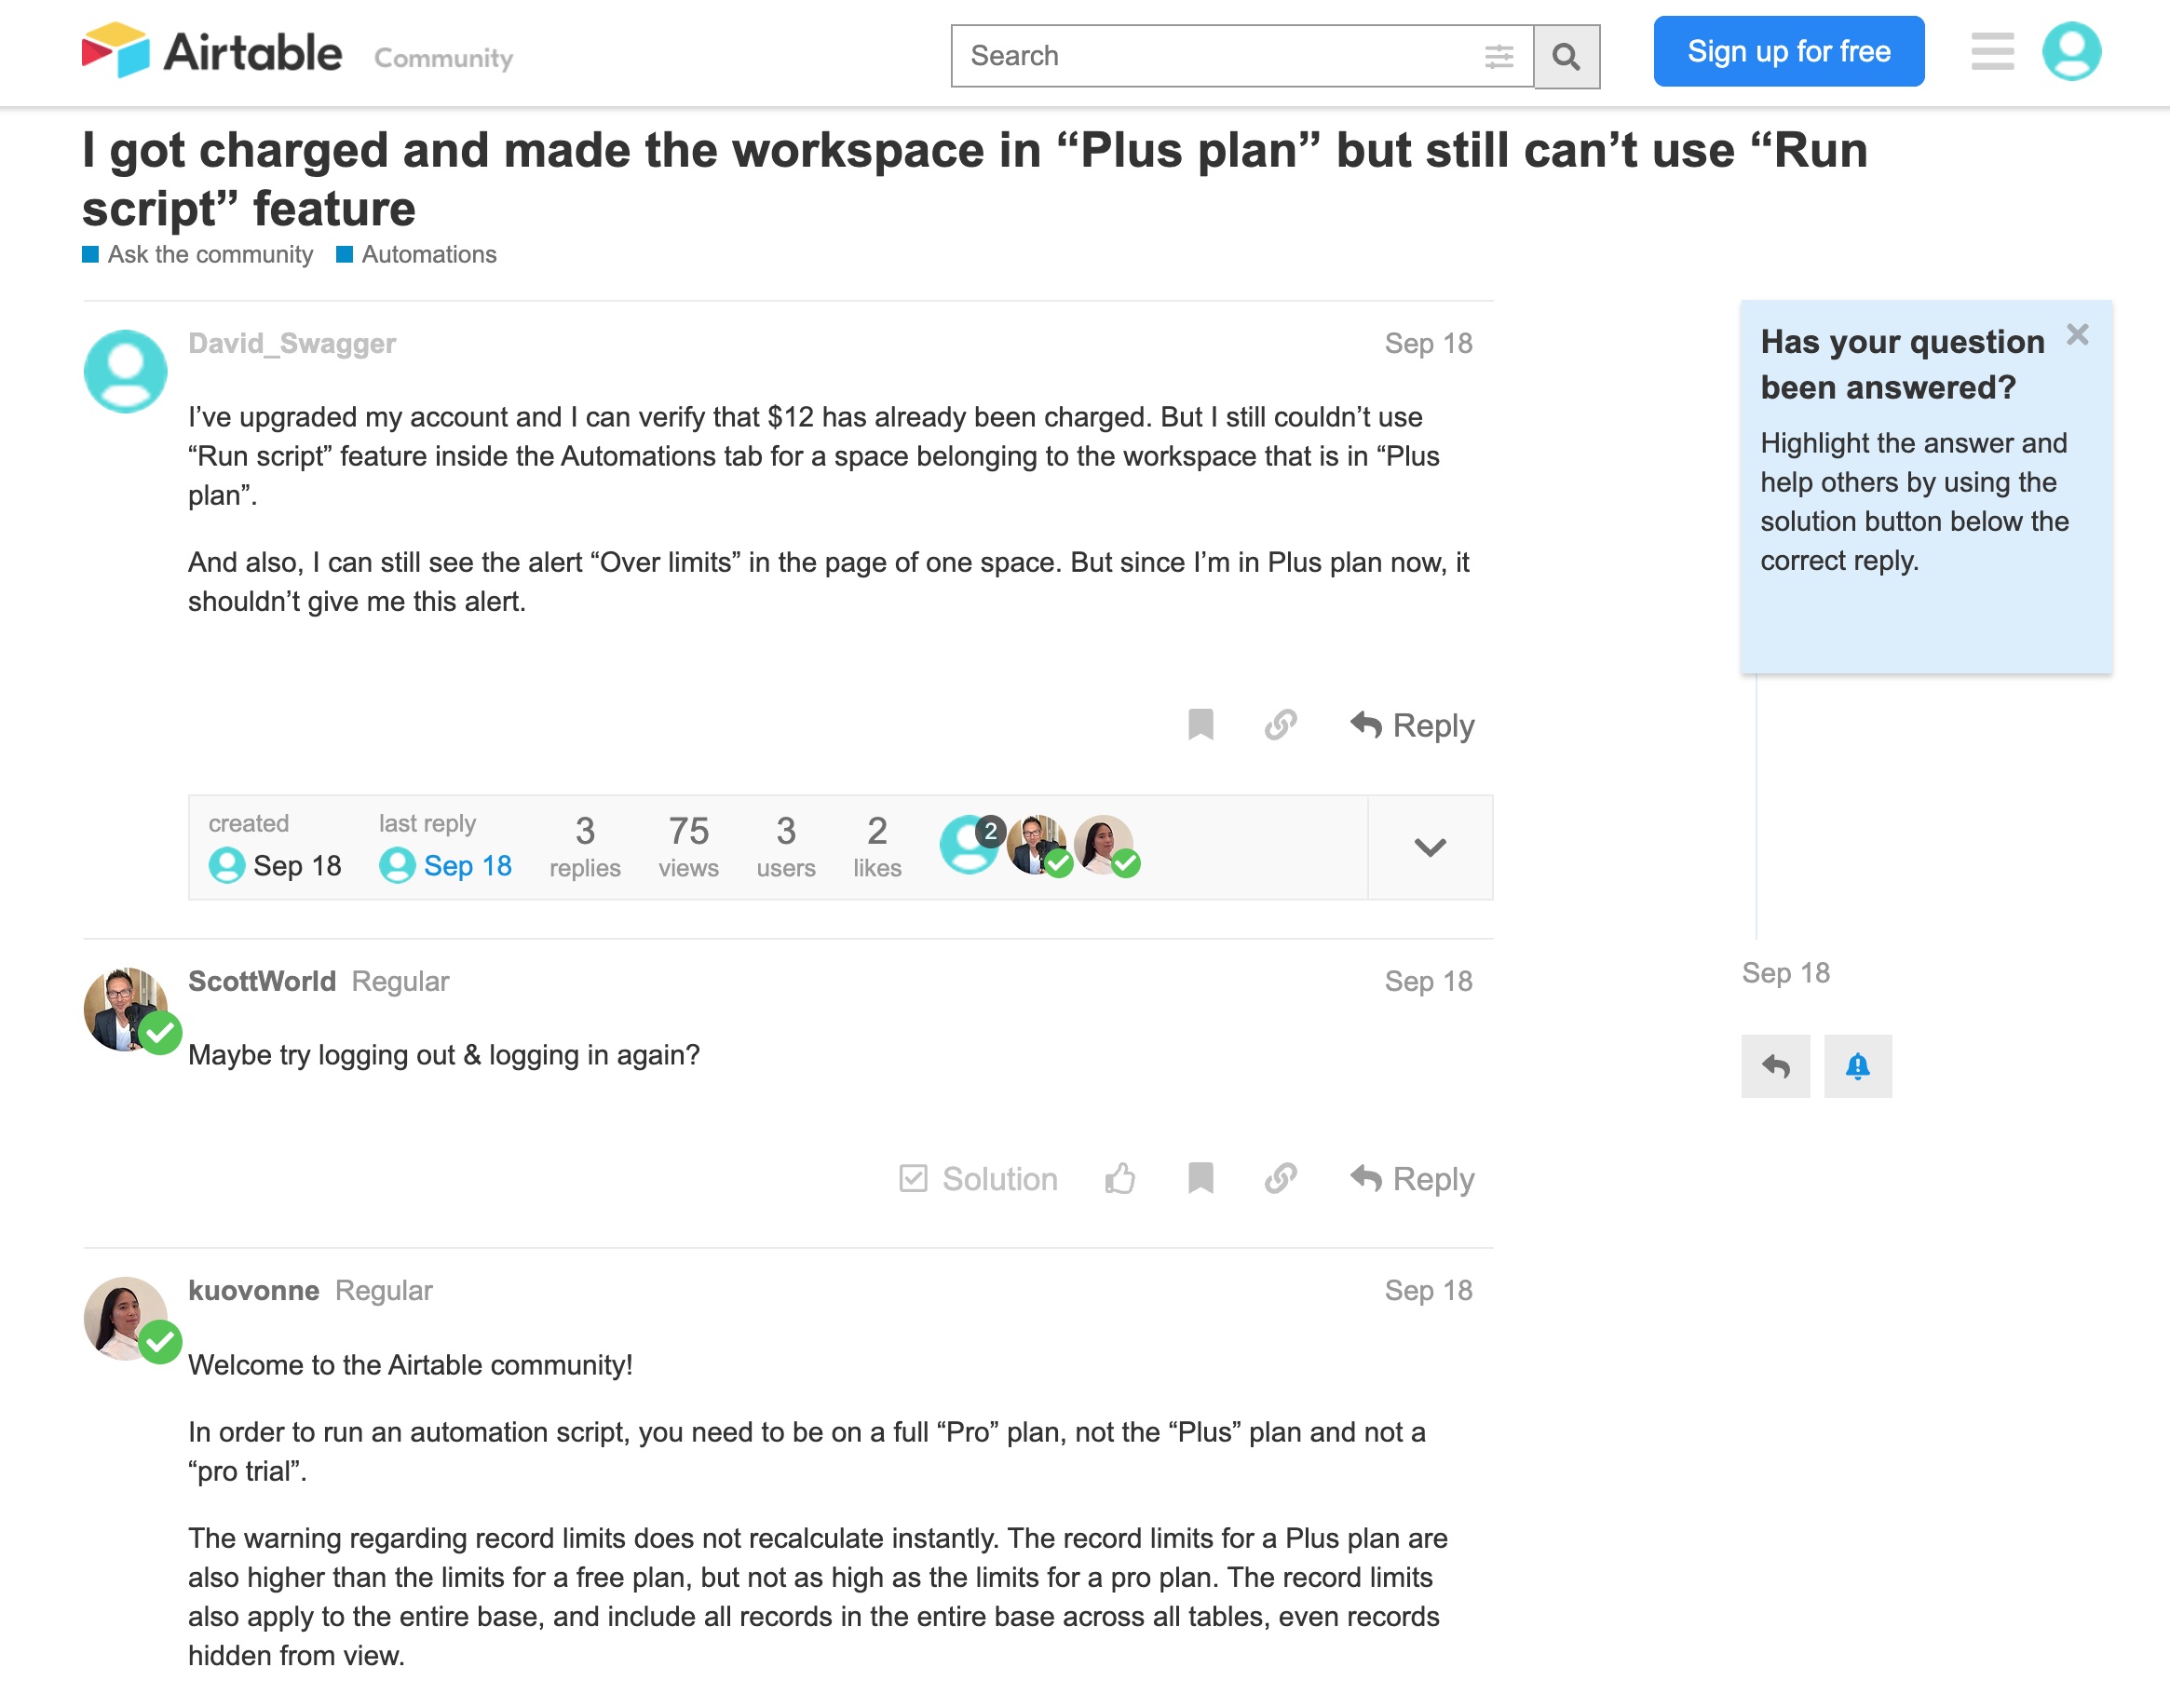 Airtable Community
Search
Sign up for free
I got charged and made the workspace in “Plus plan” but still can’t use “Run
script” feature
Ask the community Automations
David_Swagger Sep 18
I’ve upgraded my account and I can verify that $12 has already been charged. But I still couldn’t use
“Run script” feature inside the Automations tab for a space belonging to the workspace that is in “Plus
plan”.
And also, I can still see the alert “Over limits” in the page of one space. But since I’m in Plus plan now, it
shouldn’t give me this alert.
Reply
created last reply 3 75 3 2 2
Sep 18 Sep 18 replies views users likes
Has your question
been answered?
Highlight the answer and
help others by using the
solution button below the
correct reply.
Sep 18
ScottWorld Regular Sep 18
Maybe try logging out & logging in again?
Solution Reply
kuovonne Regular Sep 18
Welcome to the Airtable community!
In order to run an automation script, you need to be on a full “Pro” plan, not the “Plus” plan and not a
“pro trial”.
The warning regarding record limits does not recalculate instantly. The record limits for a Plus plan are
also higher than the limits for a free plan, but not as high as the limits for a pro plan. The record limits
also apply to the entire base, and include all records in the entire base across all tables, even records
hidden from view.